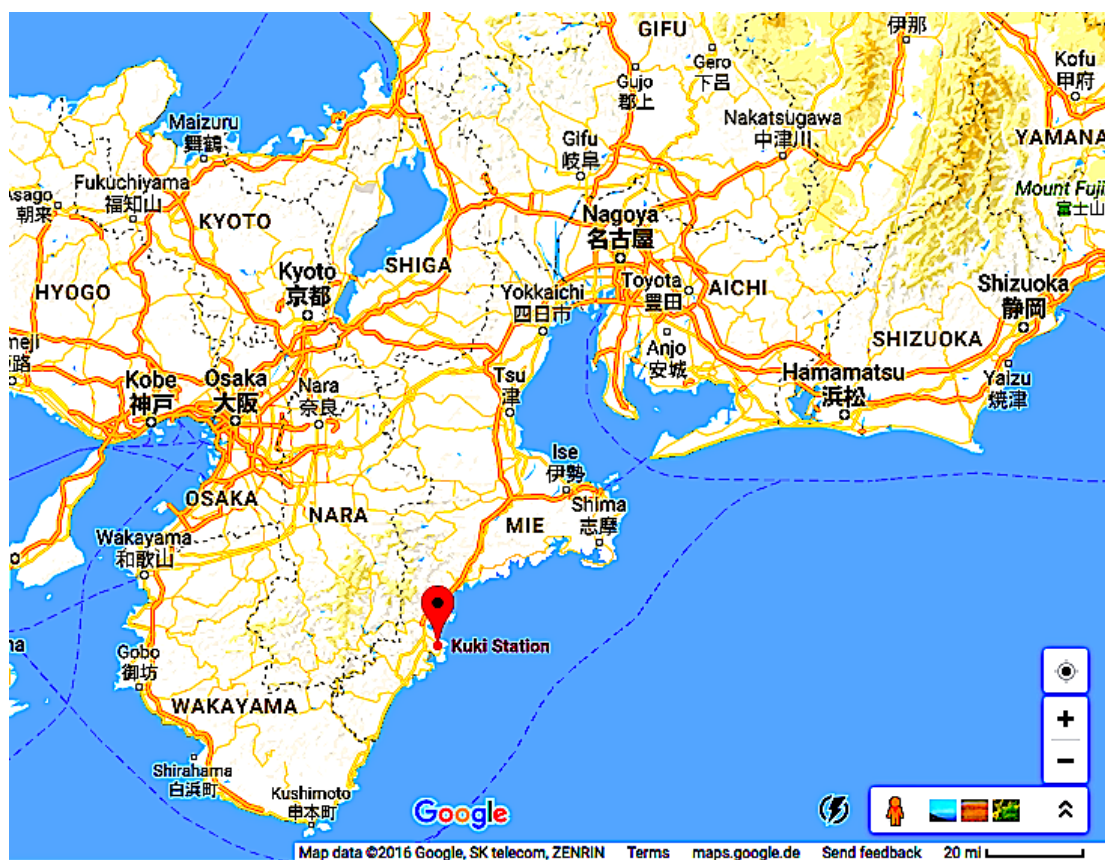 GIFU
伊那
Gero
下呂
Kofu
甲府
Gujo
郡上
Maizuru
舞鶴
Nakatsugawa
中津川
Gifu
岐阜
YAMANA
Fukuchiyama
福知山
Asago
朝来
Mount Fuji
富士山
KYOTO
Nagoya
名古屋
SHIGA
Kyoto
京都
Toyota
豊田
AICHI
Shizuoka
静岡
HYOGO
Yokkaichi
四日市
SHIZUOKA
meji
路
Anjo
安城
Kobe
神戸
Osaka
大阪
Nara
奈良
Tsu
津
Hamamatsu
浜松
Yaizu
焼津
Ise
伊勢
OSAKA
NARA
MIE
Shima
志摩
Wakayama
和歌山
Kuki Station
na
Gobo
御坊
WAKAYAMA
Shirahama
白浜町
Kushimoto
串本町
Google
+
−
Map data ©2016 Google, SK telecom, ZENRIN Terms maps.google.de Send feedback 20 mi